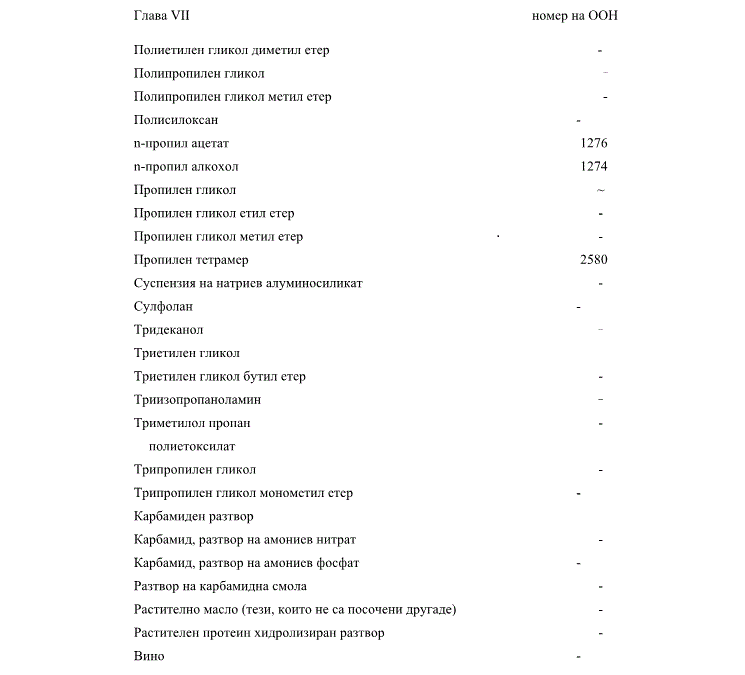 Глава VII номер на ООН
Полиетилен гликол диметил етер -
Полипропилен гликол -
Полипропилен гликол метил етер -
Полисилоксан -
n-пропил ацетат 1276
n-пропил алкохол 1274
Пропилен гликол ~
Пропилен гликол етил етер -
Пропилен гликол метил етер · -
Пропилен тетрамер 2580
Суспензия на натриев алуминосиликат -
Сулфолан -
Тридеканол -
Триетилен гликол
Триетилен гликол бутил етер -
Триизопропаноламин -
Триметилол пропан -
полиетоксилат
Трипропилен гликол -
Трипропилен гликол монометил етер -
Карбамиден разтвор
Карбамид, разтвор на амониев нитрат -
Карбамид, разтвор на амониев фосфат -
Разтвор на карбамидна смола -
Растително масло (тези, които не са посочени другаде) -
Растителен протеин хидролизиран разтвор -
Вино -